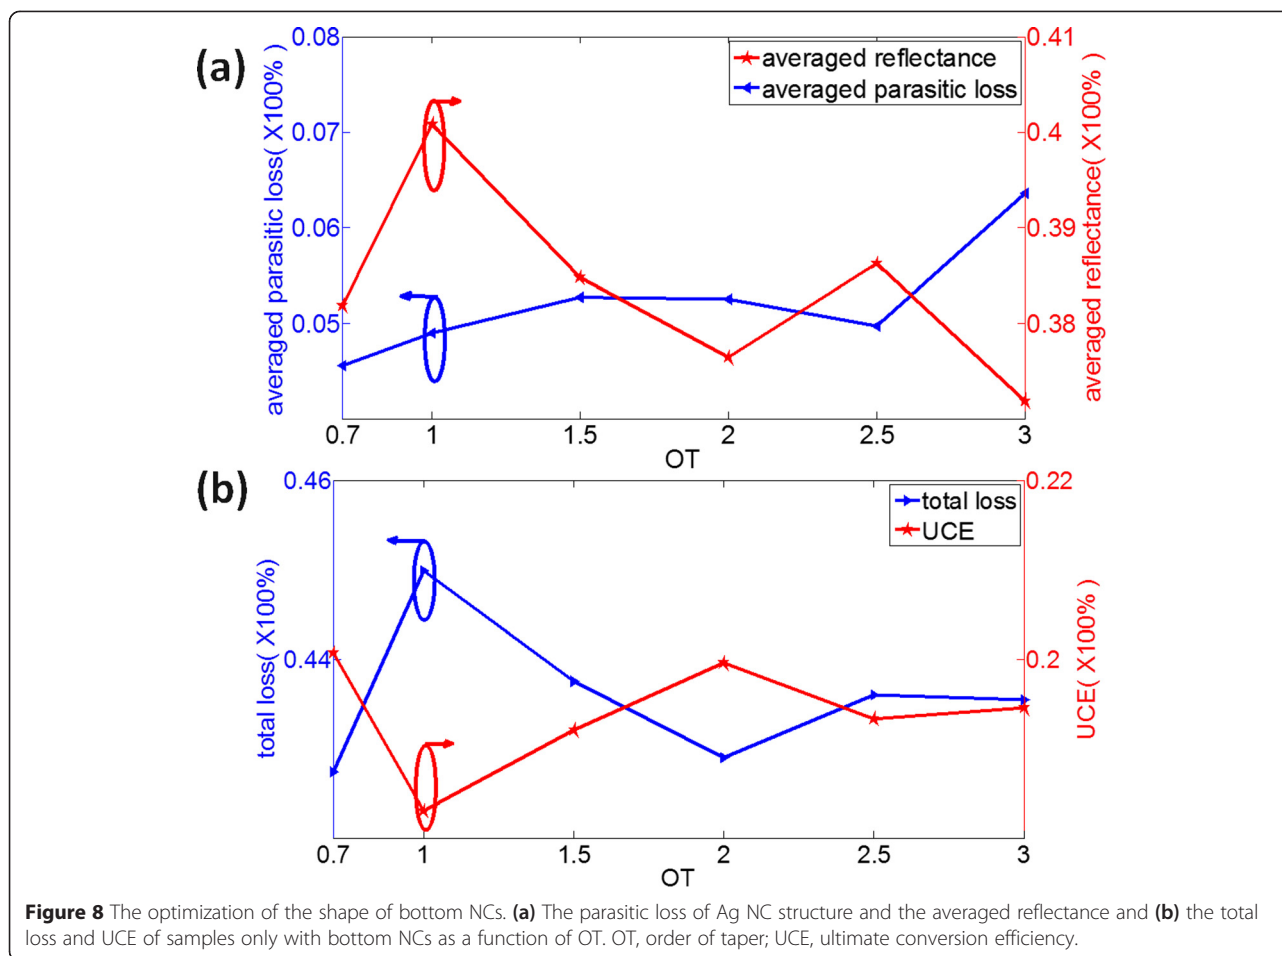 (a)
0.08
0.07
0.06
0.05
averaged parasitic loss( X100% )
averaged reflectance
averaged parasitic loss
0.41
0.4
0.39
0.38
averaged reflectance( X100% )
0.7 1 1.5 2 2.5 3
OT
(b)
0.46
0.44
total loss( X100%)
total loss
UCE
0.22
0.2
UCE( X100% )
0.7 1 1.5 2 2.5 3
OT
Figure 8 The optimization of the shape of bottom NCs. (a) The parasitic loss of Ag NC structure and the averaged reflectance and (b) the total
loss and UCE of samples only with bottom NCs as a function of OT. OT, order of taper; UCE, ultimate conversion efficiency.